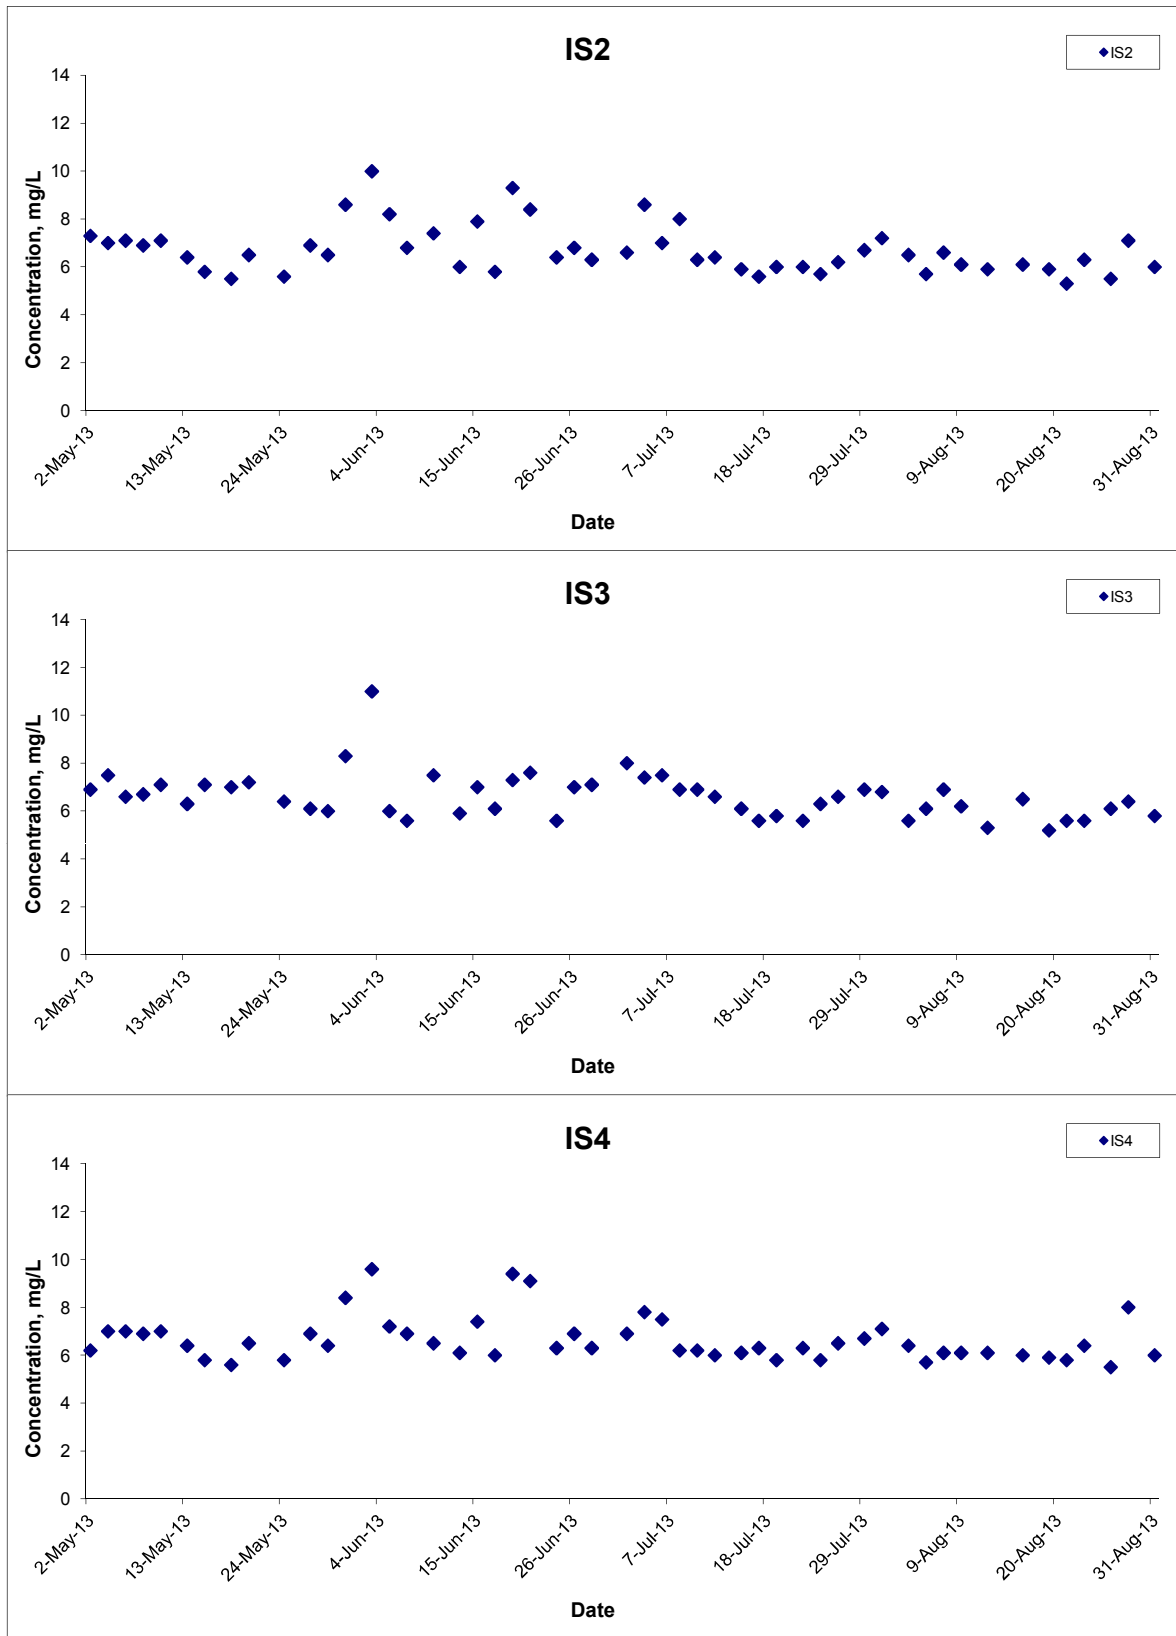 IS2
IS2
Concentration, mg/L
14
12
10
8
6
4
2
0
2-May-13
13-May-13
24-May-13
4-Jun-13
15-Jun-13
26-Jun-13
7-Jul-13
18-Jul-13
29-Jul-13
9-Aug-13
20-Aug-13
31-Aug-13
Date
IS3
IS3
Concentration, mg/L
14
12
10
8
6
4
2
0
2-May-13
13-May-13
24-May-13
4-Jun-13
15-Jun-13
26-Jun-13
7-Jul-13
18-Jul-13
29-Jul-13
9-Aug-13
20-Aug-13
31-Aug-13
Date
IS4
IS4
Concentration, mg/L
14
12
10
8
6
4
2
0
2-May-13
13-May-13
24-May-13
4-Jun-13
15-Jun-13
26-Jun-13
7-Jul-13
18-Jul-13
29-Jul-13
9-Aug-13
20-Aug-13
31-Aug-13
Date